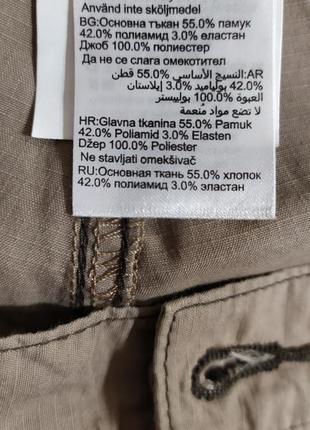 Använd inte sköljmedel
BG:Основна тъкан 55.0% памук
42.0% полиамид 3.0% еластан
Джоб 100.0% полиестер
Да не се слага омекотител
AR: النسيج الأساسي %55.0 قطن
%42.0 بولياميد %3.0 إيلاستان
العبوة %100.0 بوليستر
لا تضع مواد مُنعمة
HR:Glavna tkanina 55.0% Pamuk
42.0% Poliamid 3.0% Elasten
Džep 100.0% Poliester
Ne stavljati omekšivač
RU:Основная ткань 55.0% хлопок
42.0% полиамид 3.0% эластан